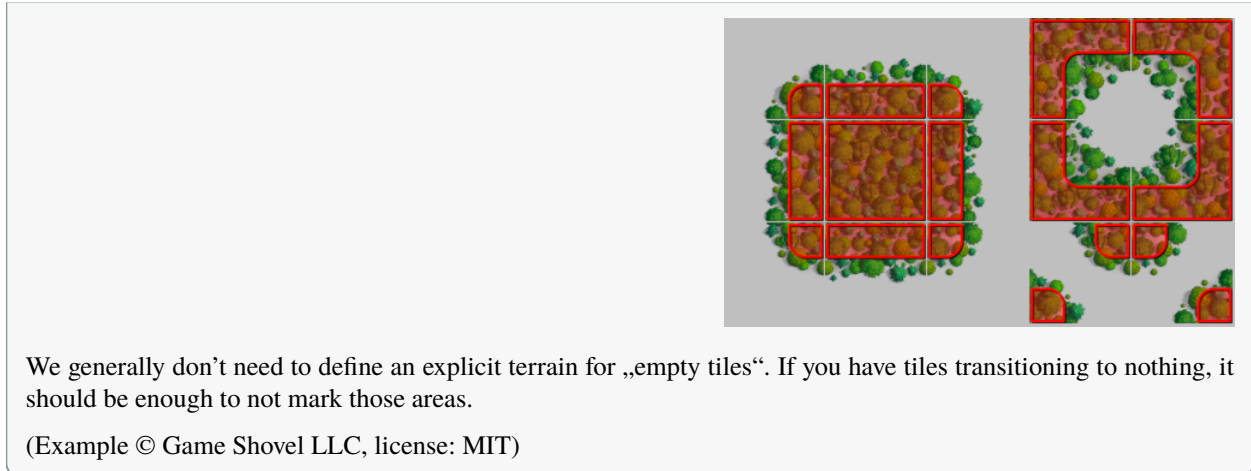 We generally don’t need to define an explicit terrain for „empty tiles“. If you have tiles transitioning to nothing, it
should be enough to not mark those areas.
(Example © Game Shovel LLC, license: MIT)